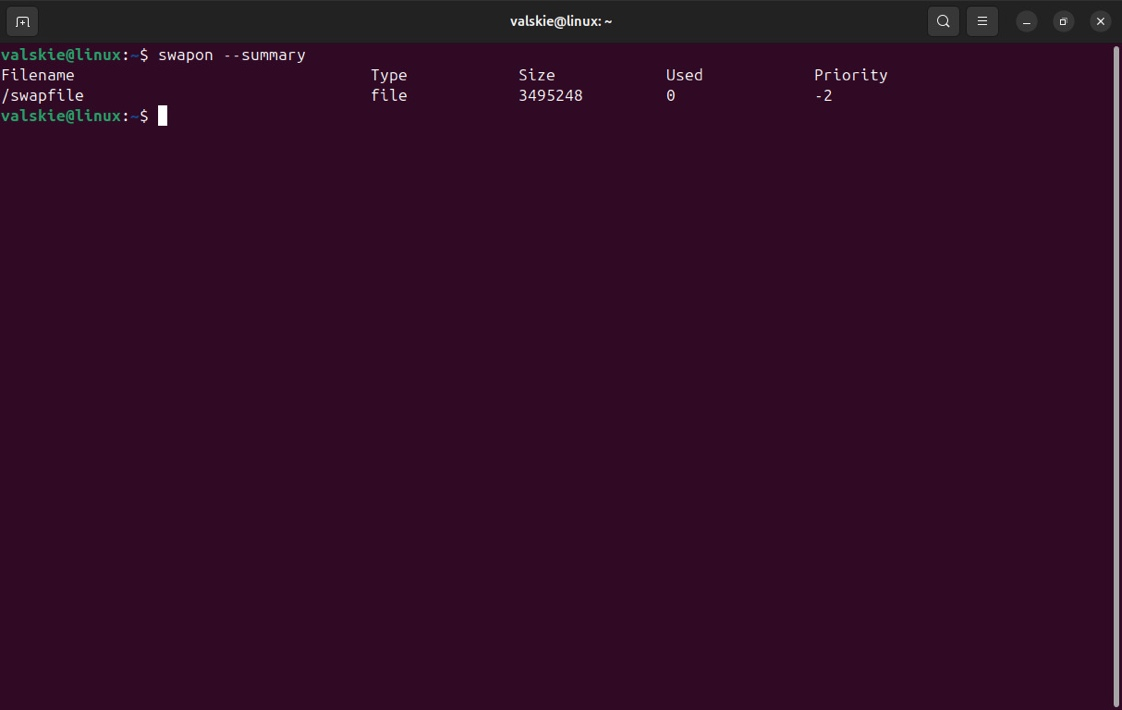 valskie@linux: ~
valskie@linux:~$ swapon --summary
Filename Type Size Used Priority
/swapfile file 3495248 0 -2
valskie@linux:~$